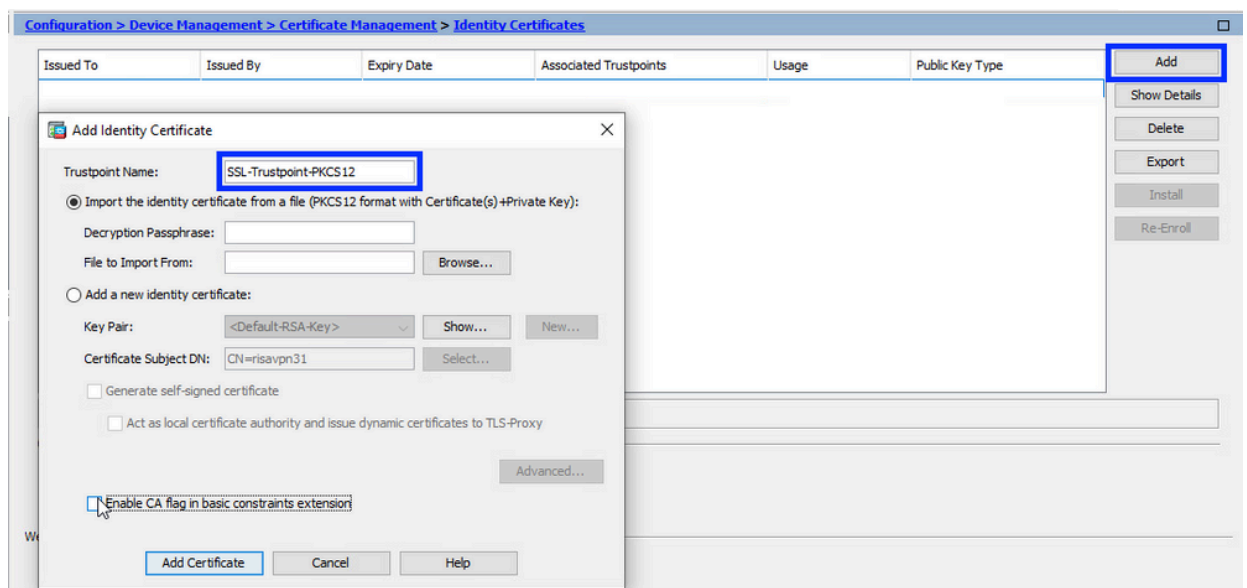 Configuration > Device Management > Certificate Management > Identity Certificates
Issued To Issued By Expiry Date Associated Trustpoints Usage Public Key Type
Add
Show Details
Delete
Export
Install
Re-Enroll
Add Identity Certificate
Trustpoint Name: SSL-Trustpoint-PKCS12
Import the identity certificate from a file (PKCS12 format with Certificate(s)+Private Key):
Decryption Passphrase:
File to Import From: Browse...
Add a new identity certificate:
Key Pair: <Default-RSA-Key> Show... New...
Certificate Subject DN: CN=risavpn31 Select...
Generate self-signed certificate
Act as local certificate authority and issue dynamic certificates to TLS-Proxy
Advanced...
Enable CA flag in basic constraints extension
Add Certificate Cancel Help